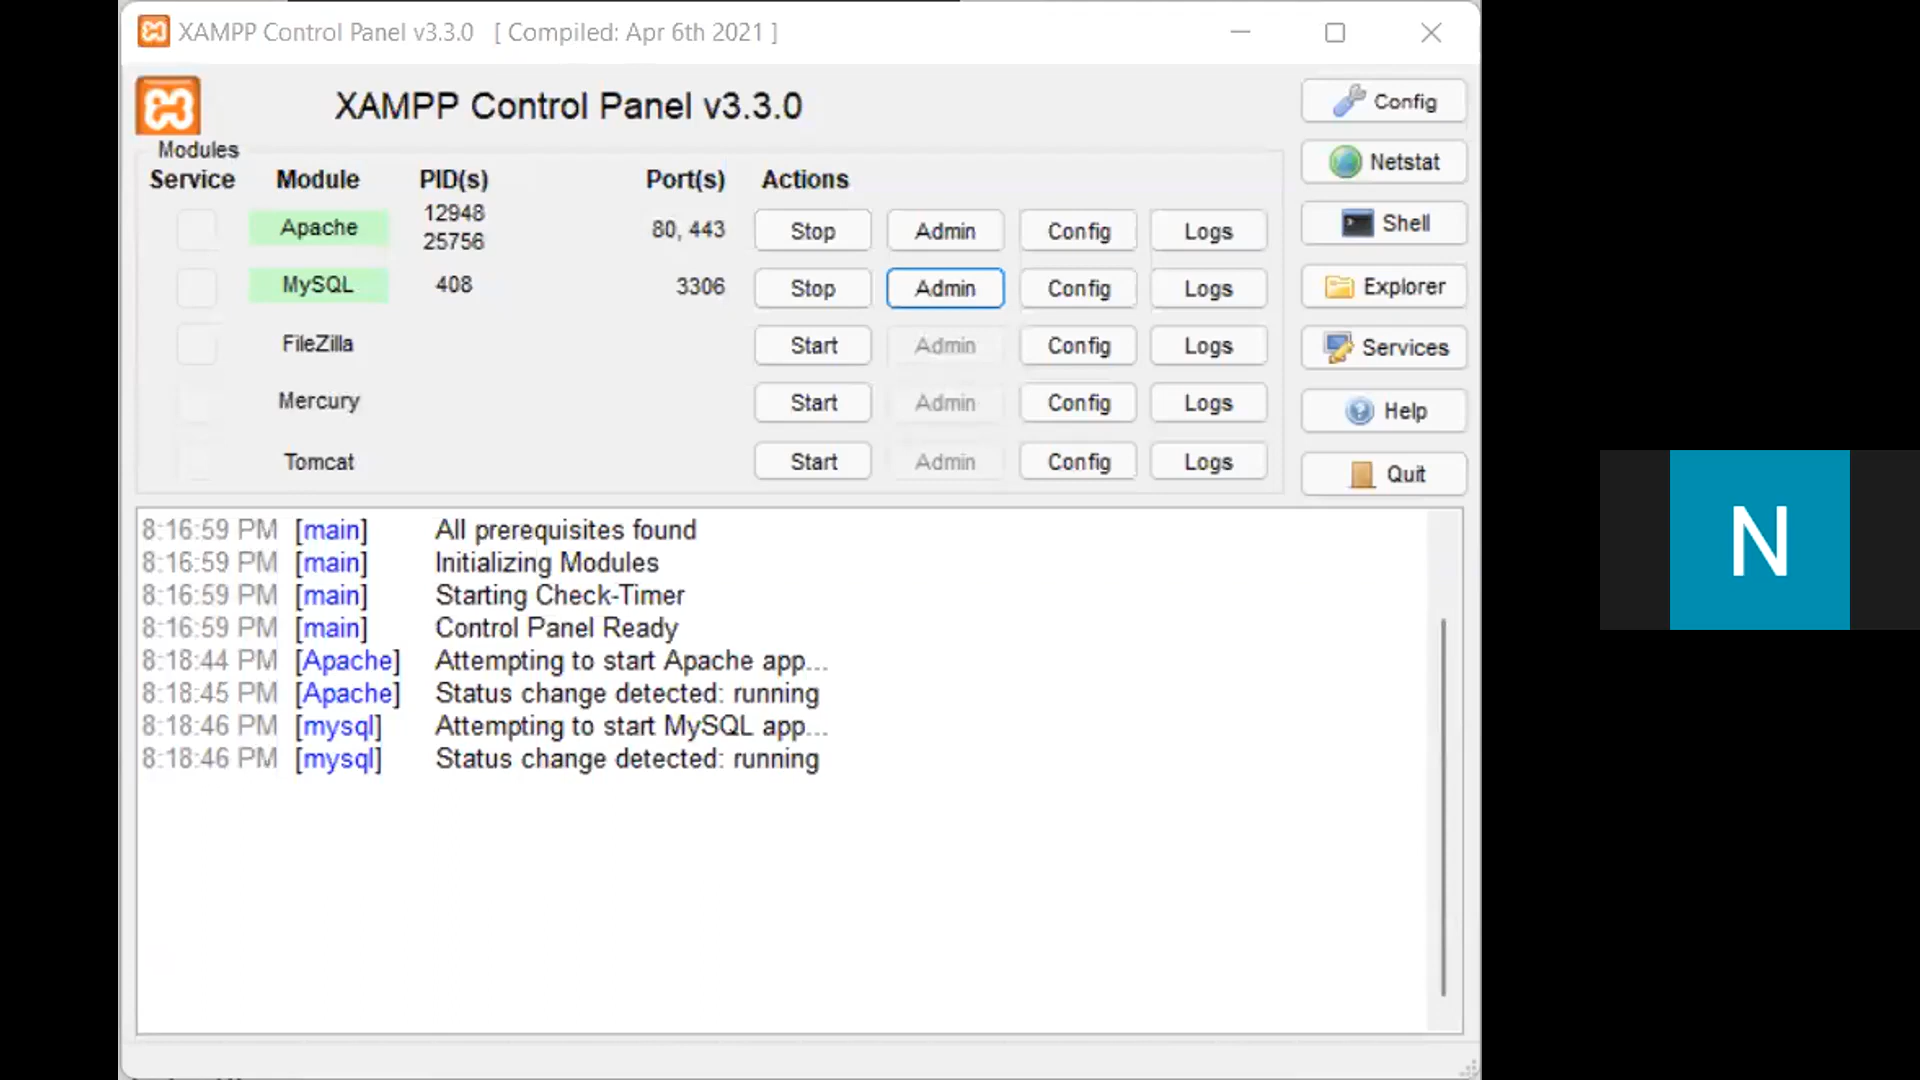 XAMPP Control Panel v3.3.0 [ Compiled: Apr 6th 2021 ]
XAMPP Control Panel v3.3.0
Config
Modules
Service Module PID(s) Port(s) Actions
Netstat
Apache 12948 25756 80, 443 Stop Admin Config Logs
Shell
MySQL 408 3306 Stop Admin Config Logs
Explorer
FileZilla Start Admin Config Logs
Services
Mercury Start Admin Config Logs
Help
Tomcat Start Admin Config Logs
Quit
8:16:59 PM [main] All prerequisites found
8:16:59 PM [main] Initializing Modules
8:16:59 PM [main] Starting Check-Timer
8:16:59 PM [main] Control Panel Ready
8:18:44 PM [Apache] Attempting to start Apache app...
8:18:45 PM [Apache] Status change detected: running
8:18:46 PM [mysql] Attempting to start MySQL app...
8:18:46 PM [mysql] Status change detected: running
N